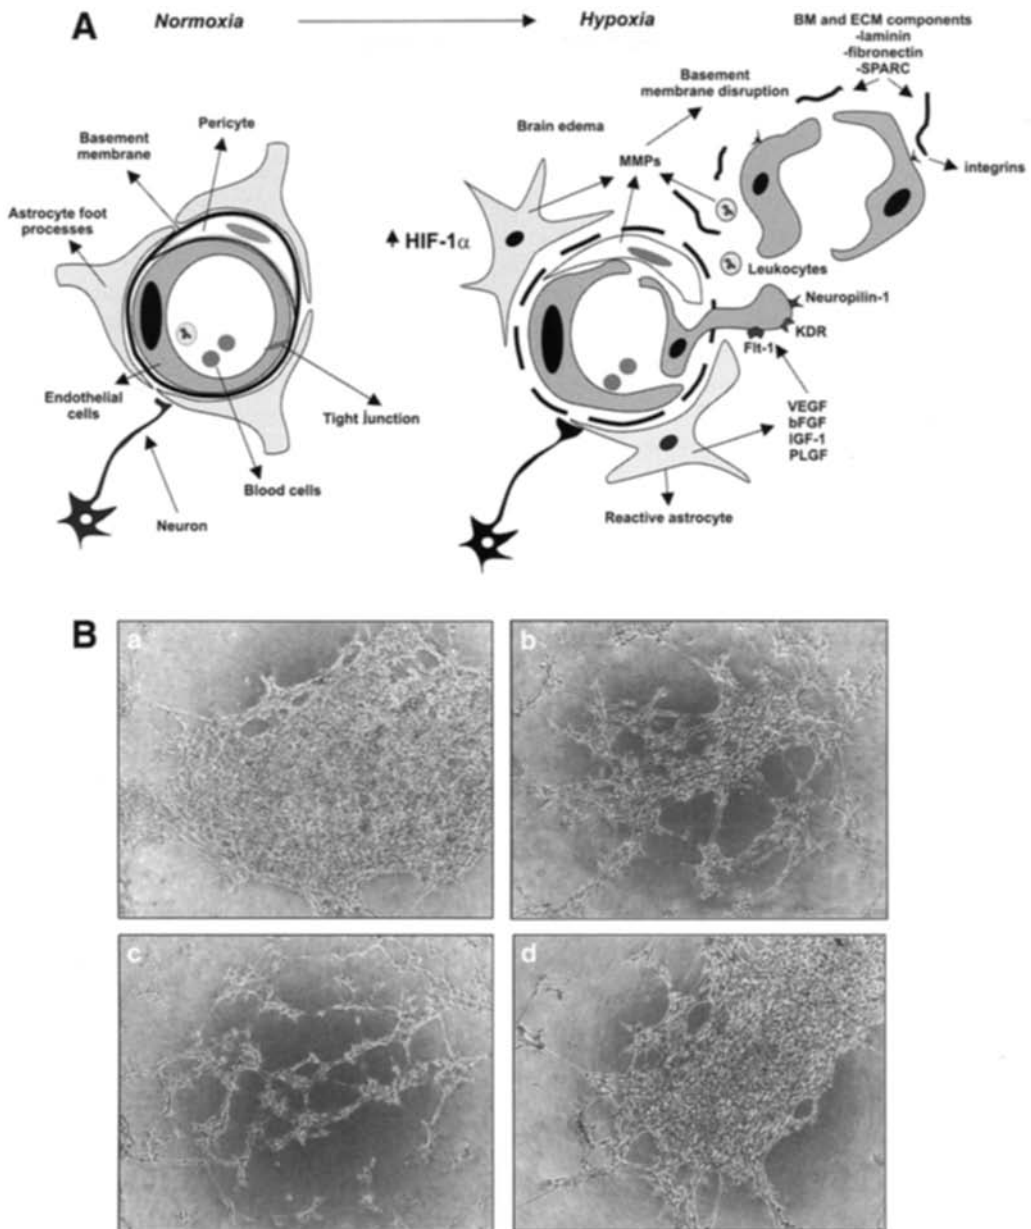 A
Normoxia
Hypoxia
BM and ECM components
-laminin
-fibronectin
-SPARC
Basement
membrane disruption
Brain edema
MMPs
integrins
Pericyte
Basement
membrane
Astrocyte foot
processes
HIF-1α
Leukocytes
Neuropilin-1
KDR
Flt-1
Endothelial
cells
Tight junction
VEGF
bFGF
IGF-1
PLGF
Blood cells
Neuron
Reactive astrocyte
B
a
b
c
d